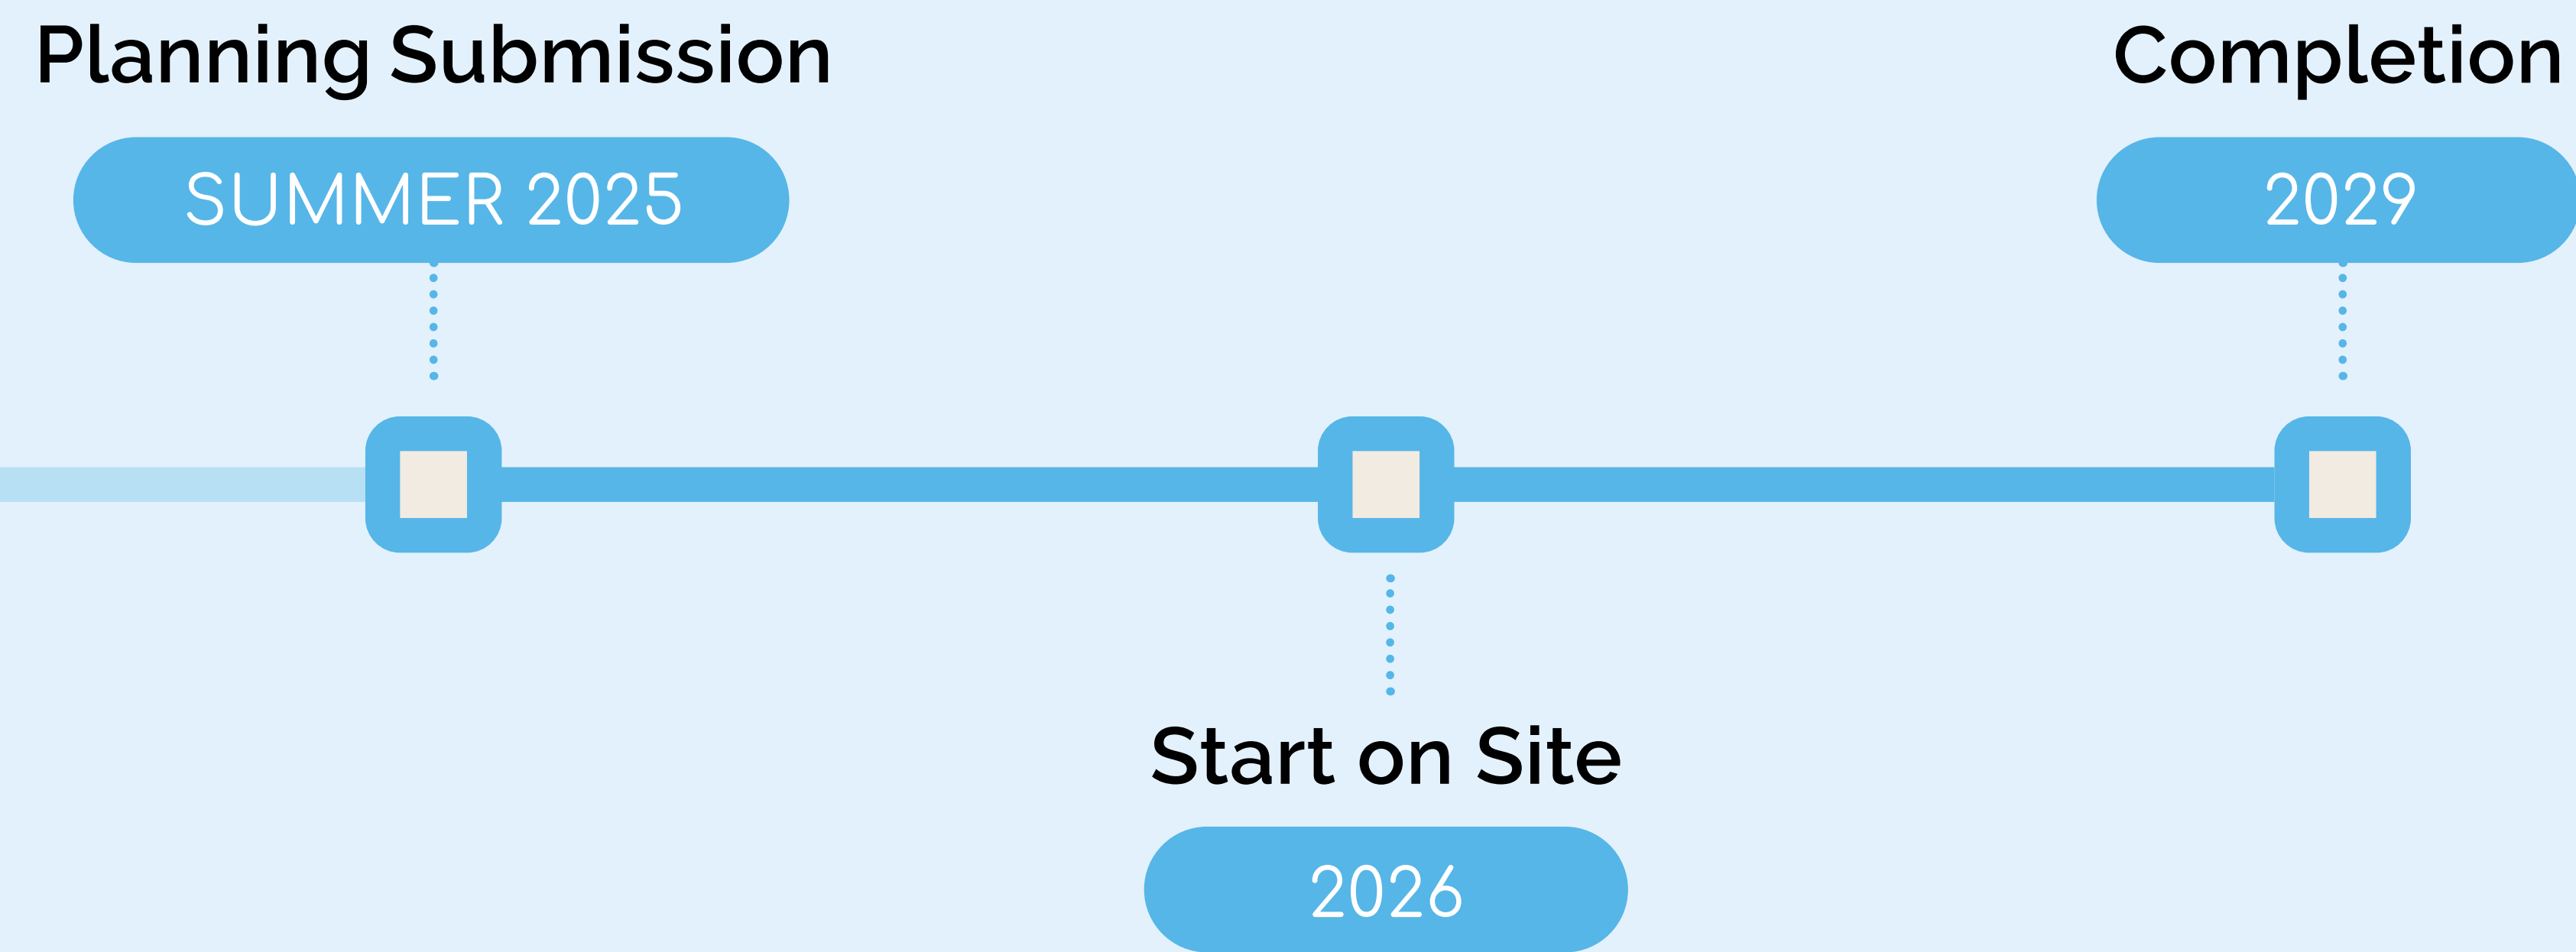 Planning Submission
SUMMER 2025
Start on Site
2026
Completion
2029